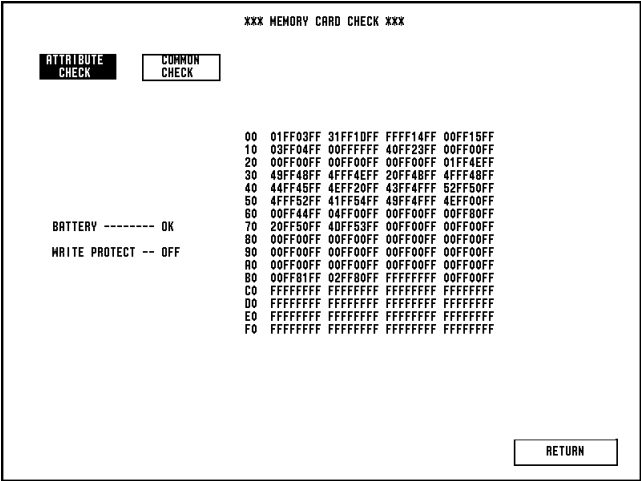 *** MEMORY CARD CHECK ***
ATTRIBUTE
CHECK
COMMON
CHECK
00 01FF03FF 31FF1DFF FFFF14FF 00FF15FF
10 03FF04FF 00FFFFFF 40FF23FF 00FF00FF
20 00FF00FF 00FF00FF 00FF00FF 01FF4EFF
30 49FF48FF 4FFF4EFF 20FF4BFF 4FFF48FF
40 44FF45FF 4EFF20FF 43FF4FFF 52FF50FF
50 4FFF52FF 41FF54FF 49FF4FFF 4EFF00FF
60 00FF44FF 04FF00FF 00FF00FF 00FF80FF
70 20FF50FF 4DFF53FF 00FF00FF 00FF00FF
80 00FF00FF 00FF00FF 00FF00FF 00FF00FF
90 00FF00FF 00FF00FF 00FF00FF 00FF00FF
A0 00FF00FF 00FF00FF 00FF00FF 00FF00FF
B0 00FF81FF 02FF80FF FFFFFFFF 00FF00FF
C0 FFFFFFFF FFFFFFFF FFFFFFFF FFFFFFFF
D0 FFFFFFFF FFFFFFFF FFFFFFFF FFFFFFFF
E0 FFFFFFFF FFFFFFFF FFFFFFFF FFFFFFFF
F0 FFFFFFFF FFFFFFFF FFFFFFFF FFFFFFFF
BATTERY -------- OK
WRITE PROTECT -- OFF
RETURN